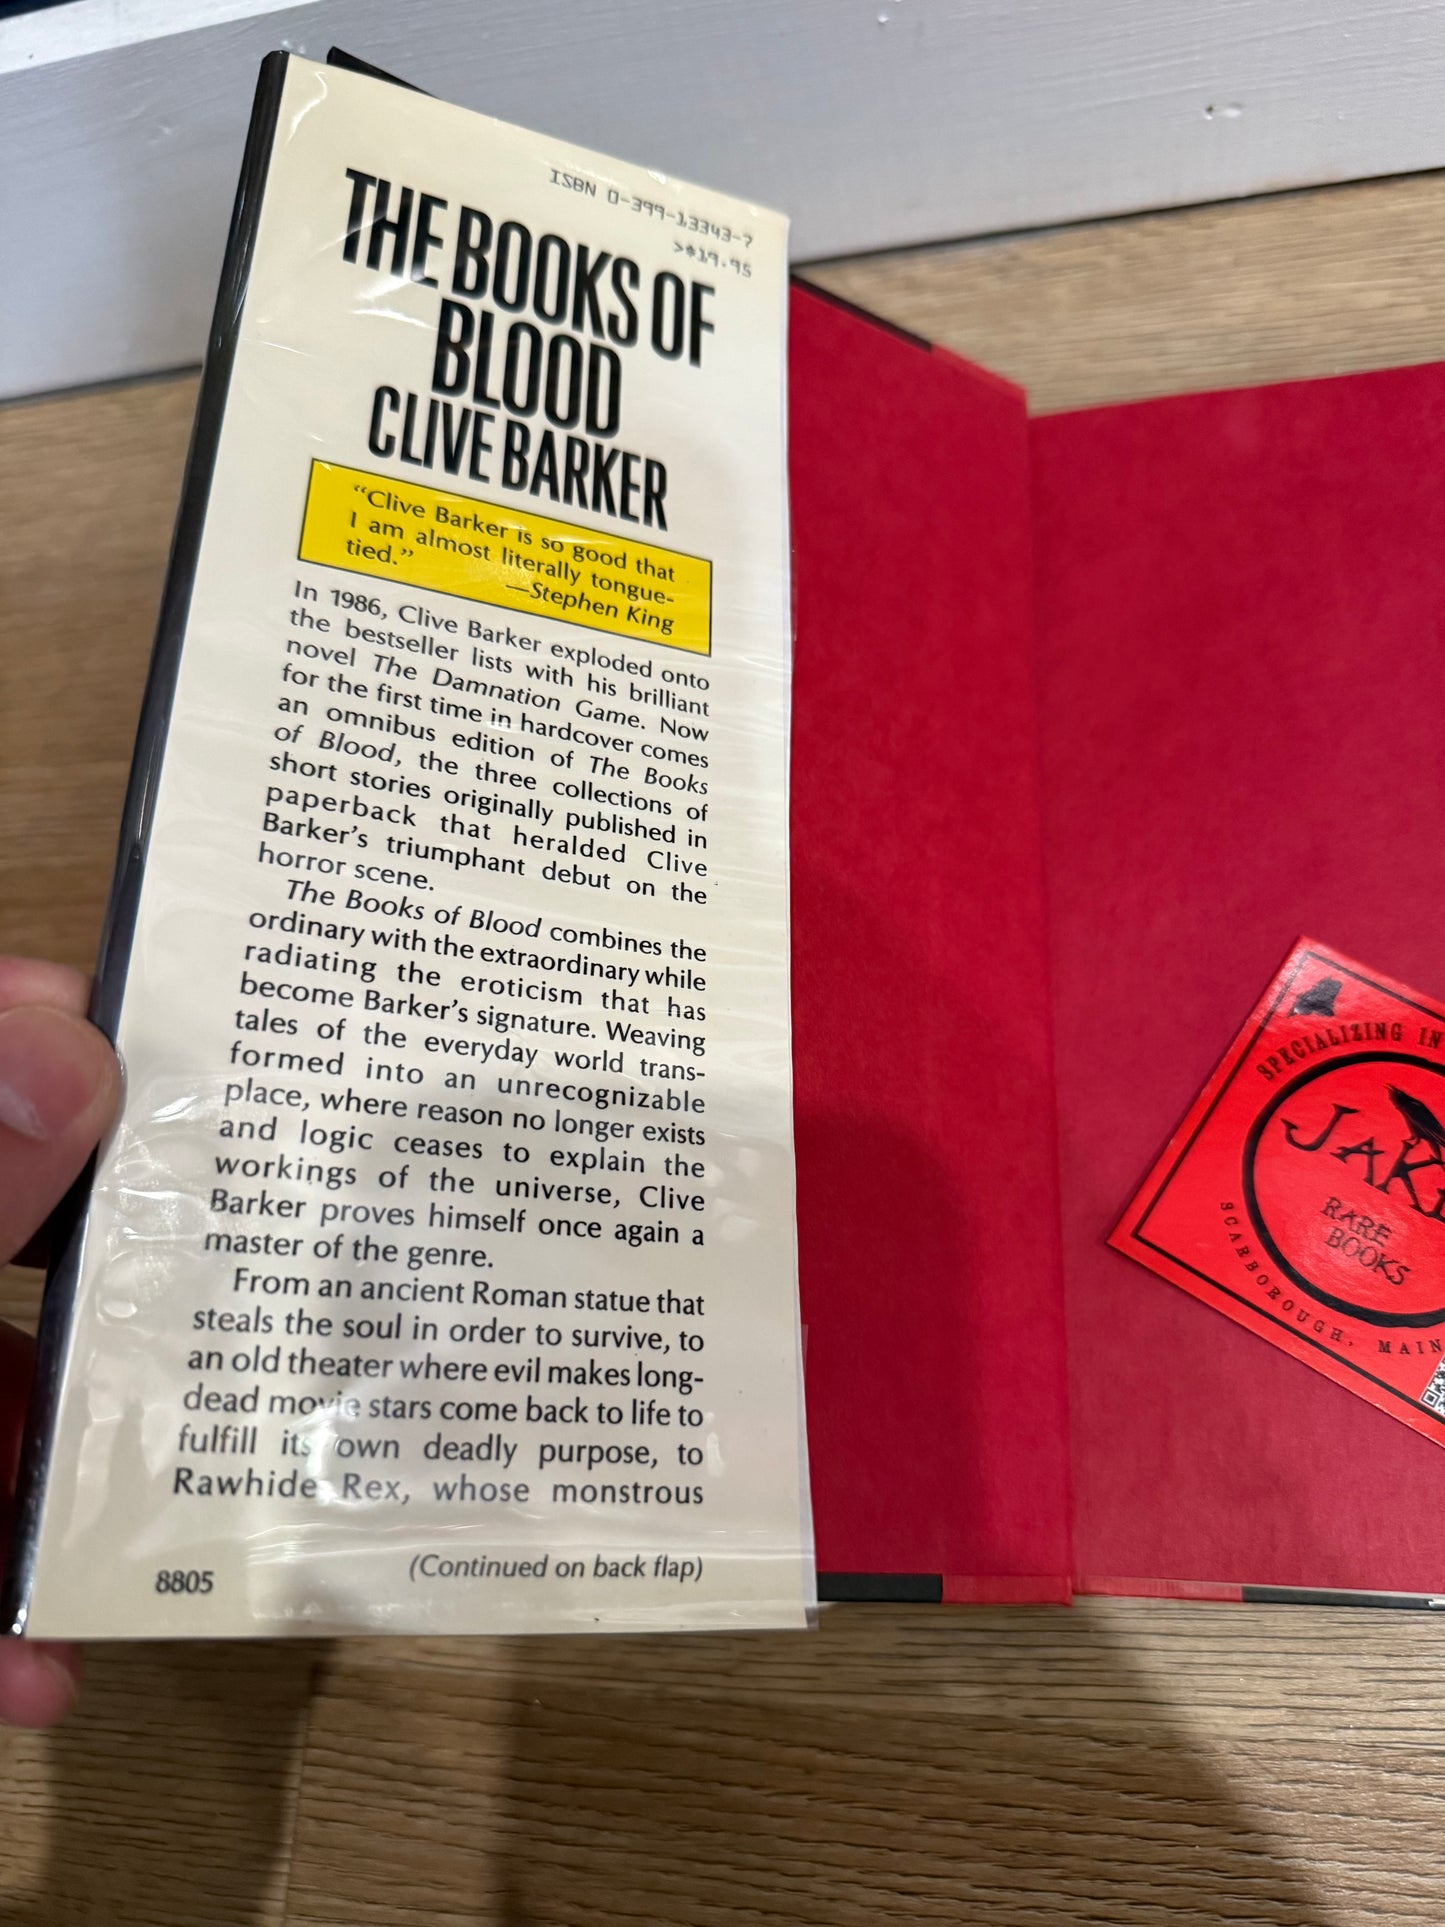 ISBN 0-399-13343-7
>$19.95
THE BOOKS OF
BLOOD
CLIVE BARKER
“Clive Barker is so good that
I am almost literally tongue-
tied.”
—Stephen King
In 1986, Clive Barker exploded onto
the bestseller lists with his brilliant
novel The Damnation Game. Now
for the first time in hardcover comes
an omnibus edition of The Books
of Blood, the three collections of
short stories originally published in
paperback that heralded Clive
Barker’s triumphant debut on the
horror scene.
The Books of Blood combines the
ordinary with the extraordinary while
radiating the eroticism that has
become Barker’s signature. Weaving
tales of the everyday world trans-
formed into an unrecognizable
place, where reason no longer exists
and logic ceases to explain the
workings of the universe, Clive
Barker proves himself once again a
master of the genre.
From an ancient Roman statue that
steals the soul in order to survive, to
an old theater where evil makes long-
dead movie stars come back to life to
fulfill its own deadly purpose, to
Rawhide Rex, whose monstrous
(Continued on back flap)
8805
SPECIALIZING IN
RARE
BOOKS
SCARBOROUGH,